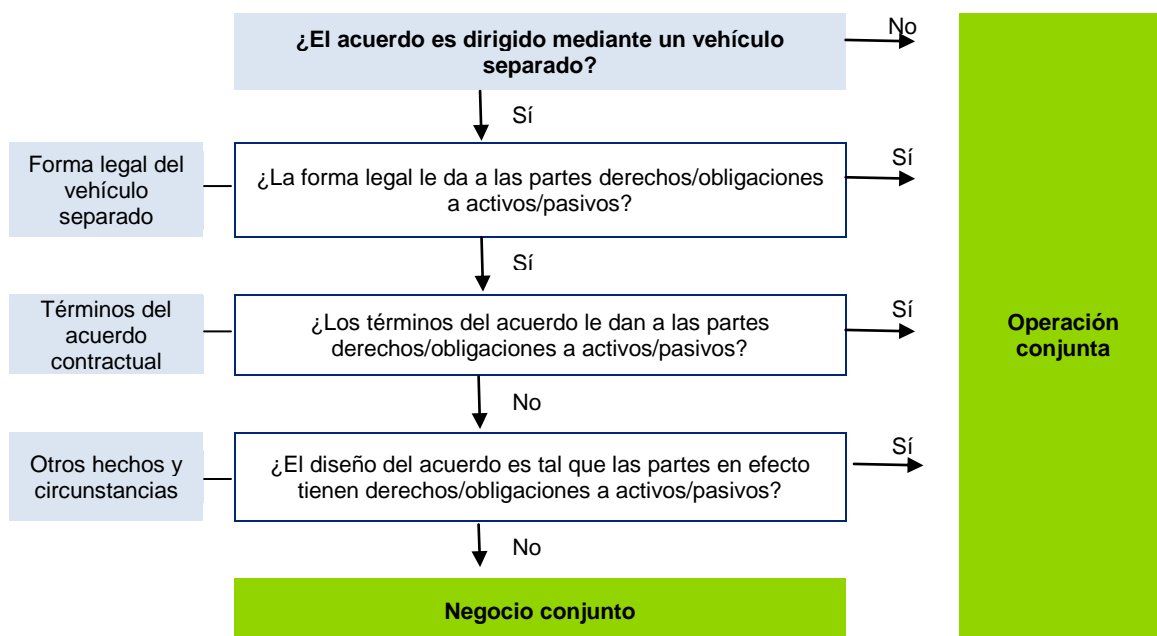 ¿El acuerdo es dirigido mediante un vehículo
separado?
No
Sí
Forma legal del
vehículo
separado
¿La forma legal le da a las partes derechos/obligaciones
a activos/pasivos?
Sí
Sí
Términos del
acuerdo
contractual
¿Los términos del acuerdo le dan a las partes
derechos/obligaciones a activos/pasivos?
Sí
Operación
conjunta
No
Otros hechos y
circunstancias
¿El diseño del acuerdo es tal que las partes en efecto
tienen derechos/obligaciones a activos/pasivos?
Sí
No
Negocio conjunto